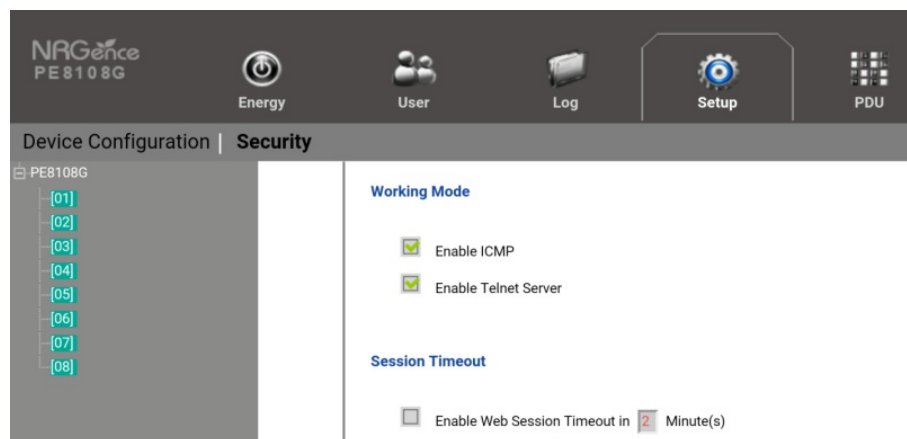 NRGence
PE8108G
Energy
User
Log
Setup
PDU
Device Configuration | Security
PE8108G
[01]
[02]
[03]
[04]
[05]
[06]
[07]
[08]
Working Mode
Enable ICMP
Enable Telnet Server
Session Timeout
Enable Web Session Timeout in 2 Minute(s)